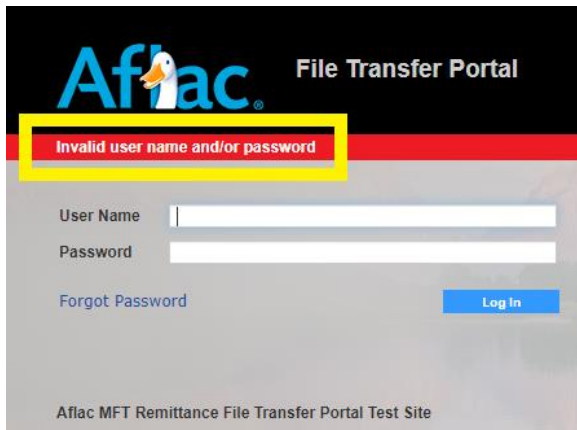 Aflac®
File Transfer Portal
Invalid user name and/or password
User Name
Password
Forgot Password
Log In
Aflac MFT Remittance File Transfer Portal Test Site